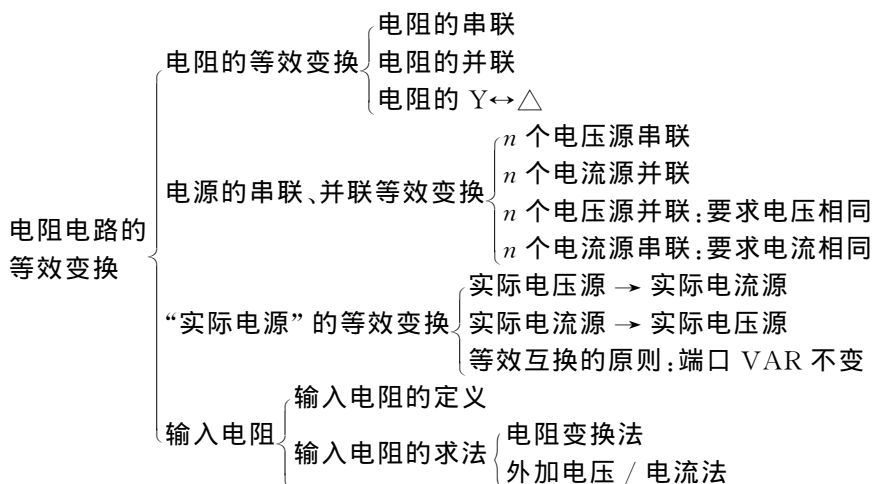 电阻的串联
电阻的等效变换
电阻的并联
电阻的 Y↔△
n 个电压源串联
n 个电流源并联
电源的串联、并联等效变换
n 个电压源并联:要求电压相同
n 个电流源串联:要求电流相同
电阻电路的
等效变换
实际电压源 → 实际电流源
“实际电源”的等效变换
实际电流源 → 实际电压源
等效互换的原则:端口 VAR 不变
输入电阻的定义
输入电阻
输入电阻的求法
电阻变换法
外加电压 / 电流法